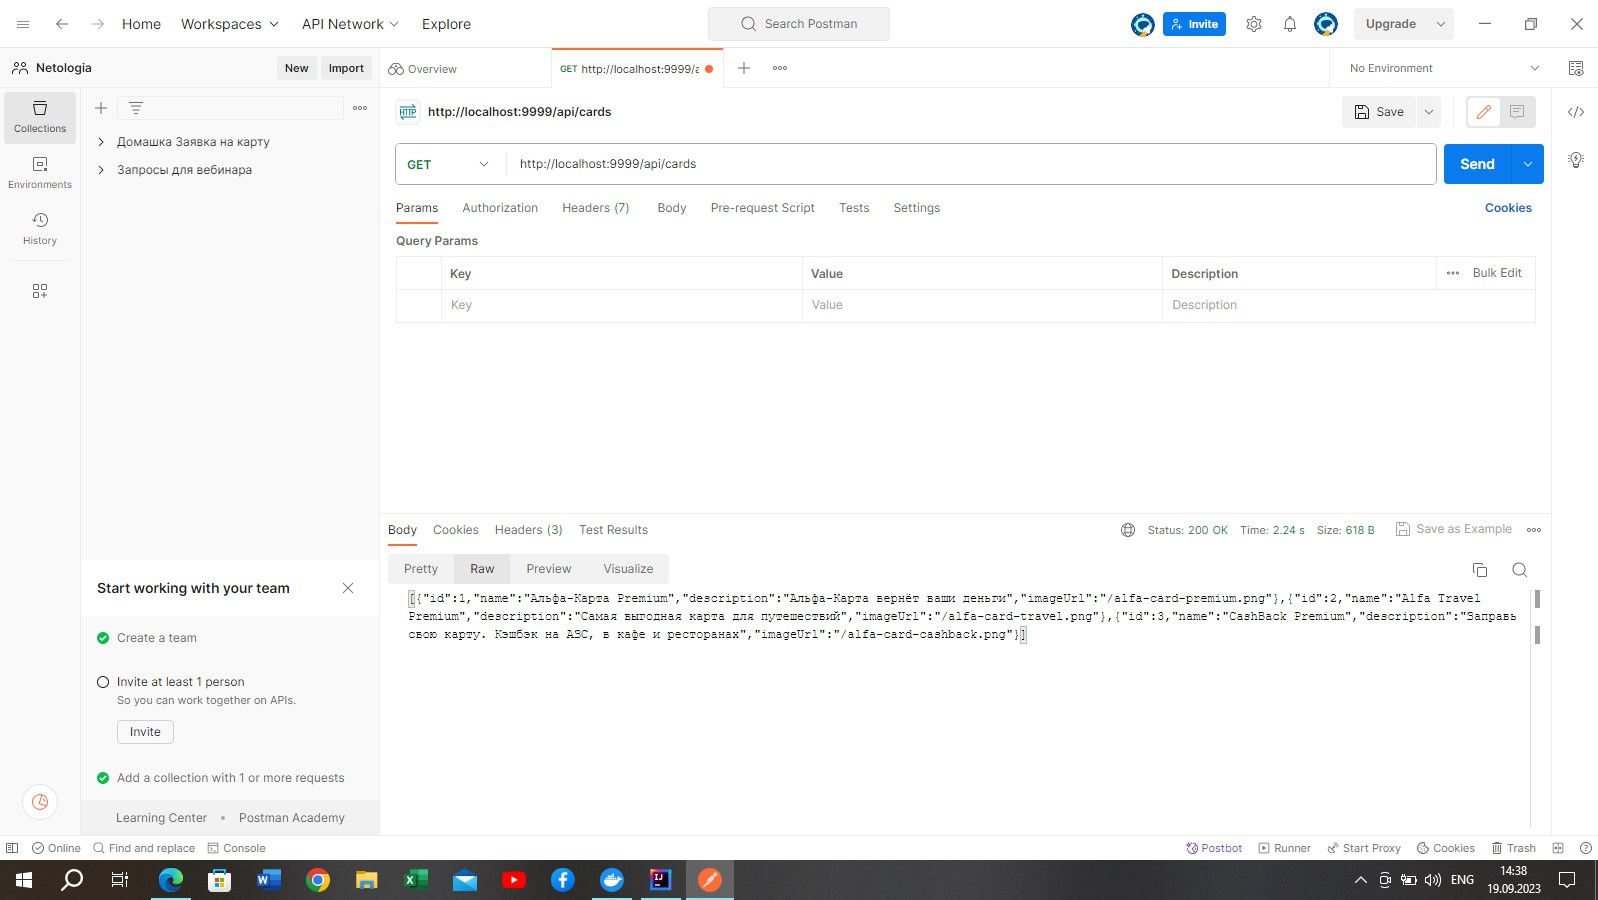 Home Workspaces API Network Explore Search Postman Invite Upgrade
Netologia New Import Overview GET http://localhost:9999/a No Environment
http://localhost:9999/api/cards Save
Collections
Домашка Заявка на карту
GET http://localhost:9999/api/cards Send
Запросы для вебинара
Environments
Params Authorization Headers (7) Body Pre-request Script Tests Settings Cookies
History
Query Params
Key Value Description Bulk Edit
Key Value Description
Body Cookies Headers (3) Test Results Status: 200 OK Time: 2.24 s Size: 618 B Save as Example
Pretty Raw Preview Visualize
[{"id":1,"name":"Альфа-Карта Premium","description":"Альфа-Карта вернёт ваши деньги","imageUrl":"/alfa-card-premium.png"},{"id":2,"name":"Alfa Travel
Premium","description":"Самая выгодная карта для путешествий","imageUrl":"/alfa-card-travel.png"},{"id":3,"name":"CashBack Premium","description":"Заправь
свою карту. Кэшбэк на АЗС, в кафе и ресторанах","imageUrl":"/alfa-card-cashback.png"}]
Start working with your team
Create a team
Invite at least 1 person
So you can work together on APIs.
Invite
Add a collection with 1 or more requests
Learning Center • Postman Academy
Online Find and replace Console Postbot Runner Start Proxy Cookies Trash
ENG 14:38
19.09.2023